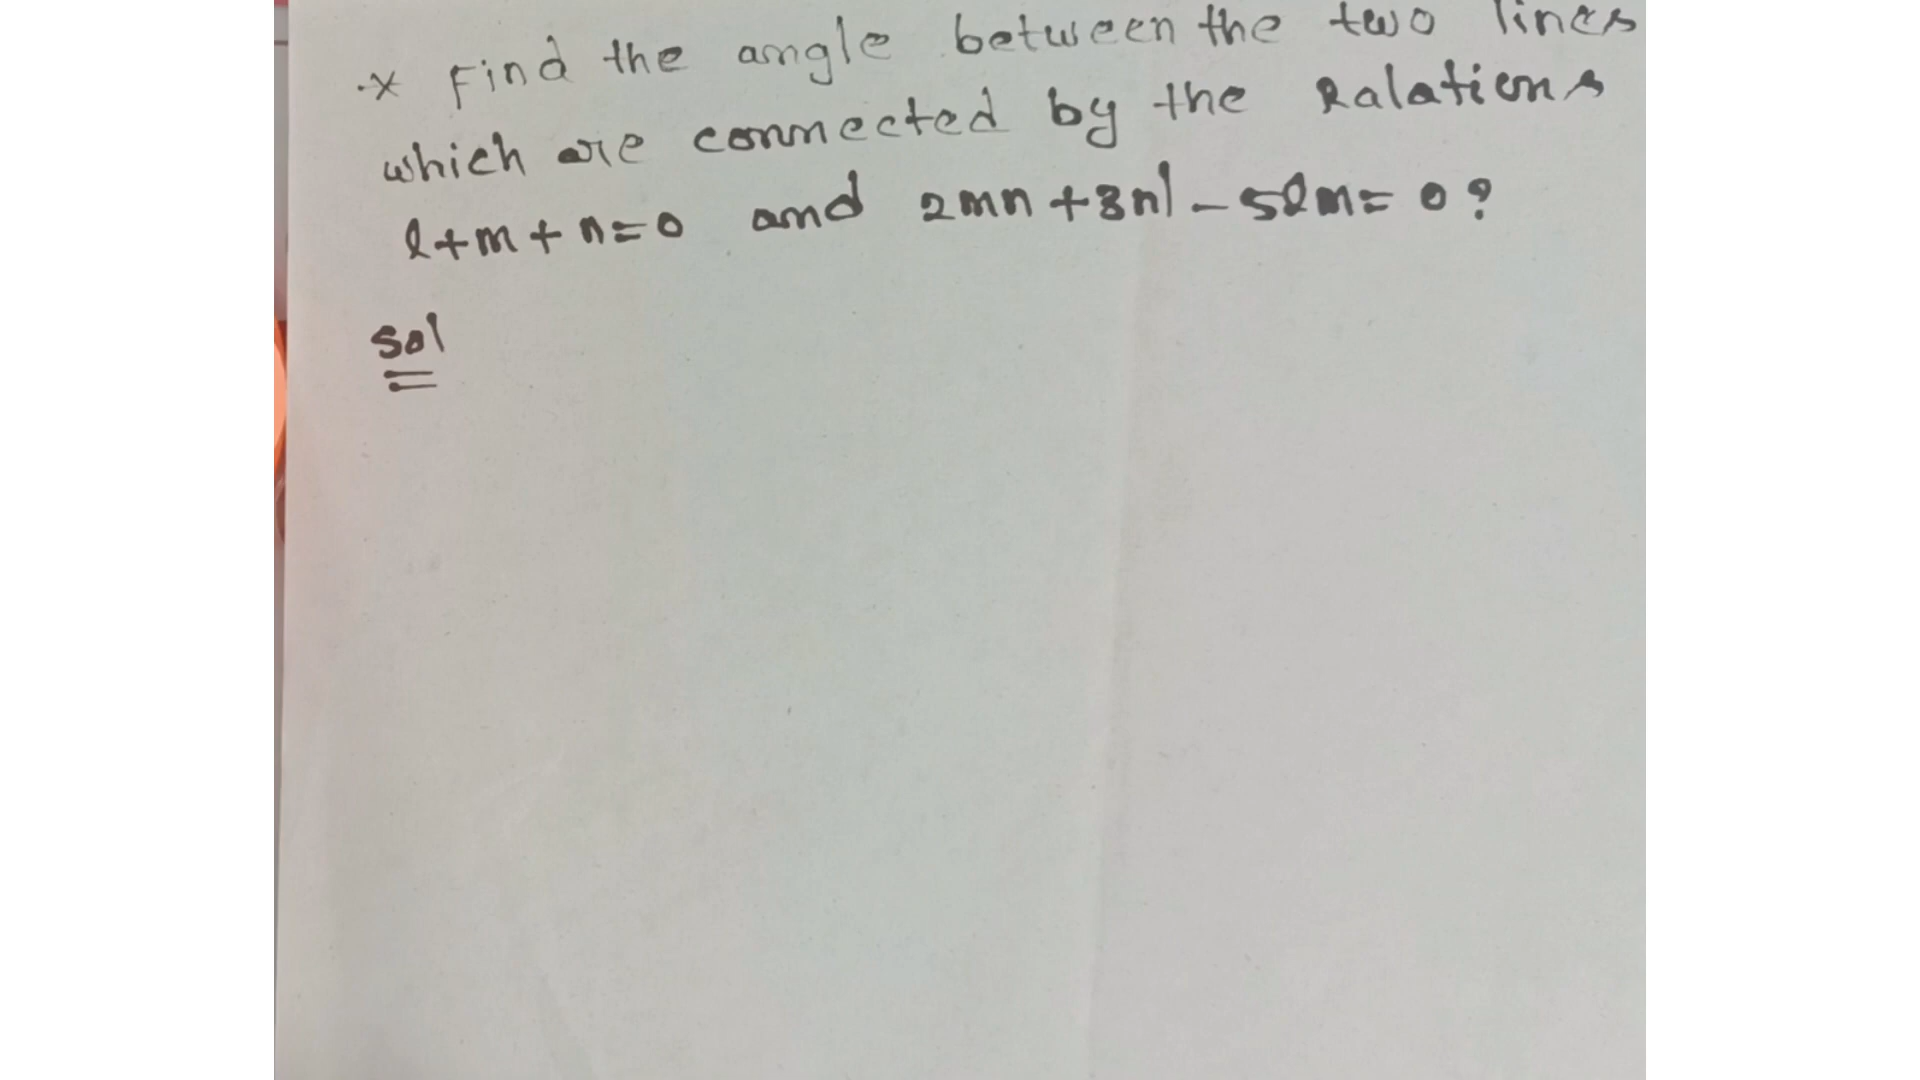 * Find the angle between the two lines
which are connected by the Ralations
l+m+n=0 and 2mn+3nl-5lm=0?
Sol